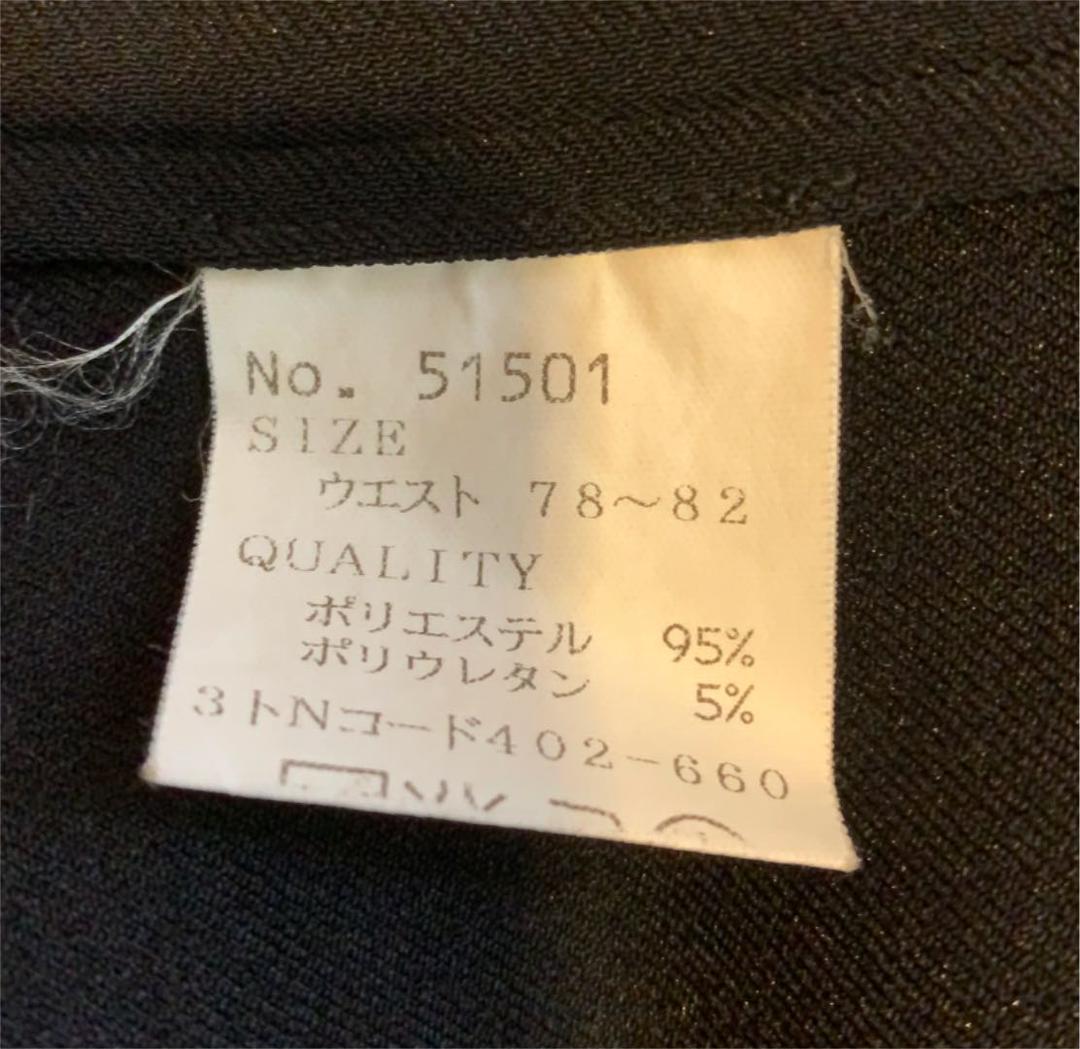 No. 51501
SIZE
ウエスト 78〜82
QUALITY
ポリエステル 95%
ポリウレタン 5%
3トNコード402-660